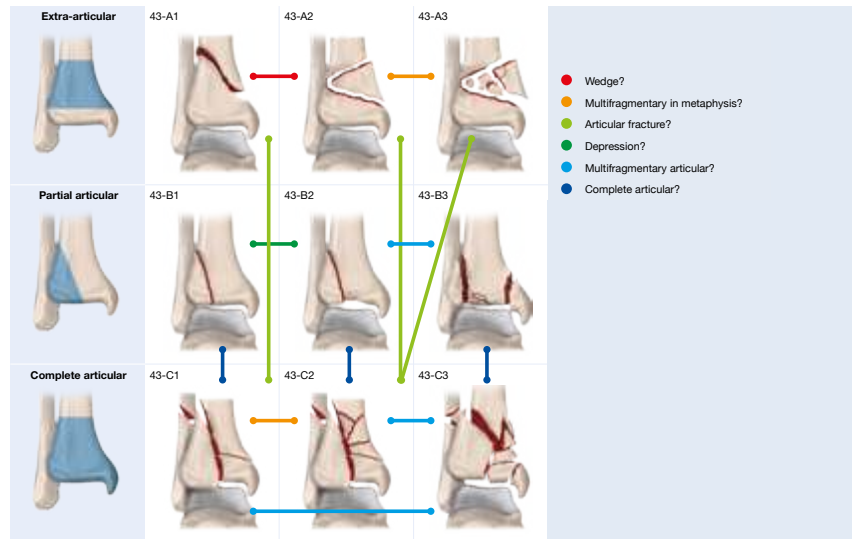 Extra-articular
43-A1
43-A2
43-A3
Wedge?
Multifragmentary in metaphysis?
Articular fracture?
Depression?
Multifragmentary articular?
Complete articular?
Partial articular
43-B1
43-B2
43-B3
Complete articular
43-C1
43-C2
43-C3